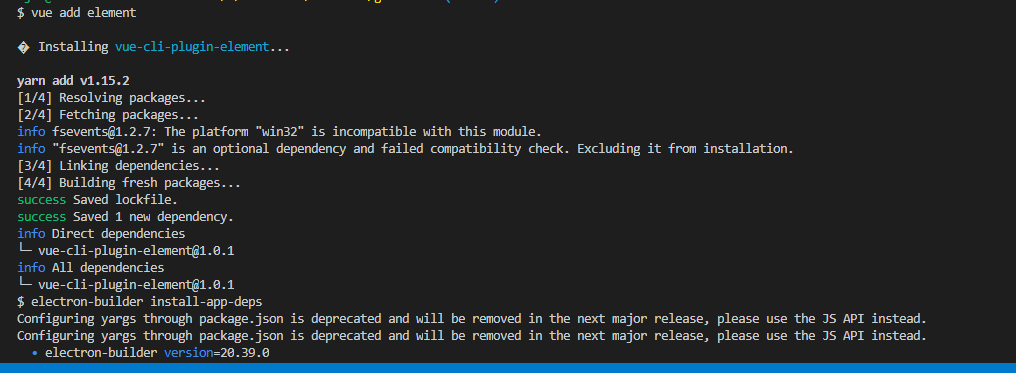 $ vue add element
� Installing vue-cli-plugin-element...
yarn add v1.15.2
[1/4] Resolving packages...
[2/4] Fetching packages...
info fsevents@1.2.7: The platform "win32" is incompatible with this module.
info "fsevents@1.2.7" is an optional dependency and failed compatibility check. Excluding it from installation.
[3/4] Linking dependencies...
[4/4] Building fresh packages...
success Saved lockfile.
success Saved 1 new dependency.
info Direct dependencies
└─ vue-cli-plugin-element@1.0.1
info All dependencies
└─ vue-cli-plugin-element@1.0.1
$ electron-builder install-app-deps
Configuring yargs through package.json is deprecated and will be removed in the next major release, please use the JS API instead.
Configuring yargs through package.json is deprecated and will be removed in the next major release, please use the JS API instead.
• electron-builder version=20.39.0